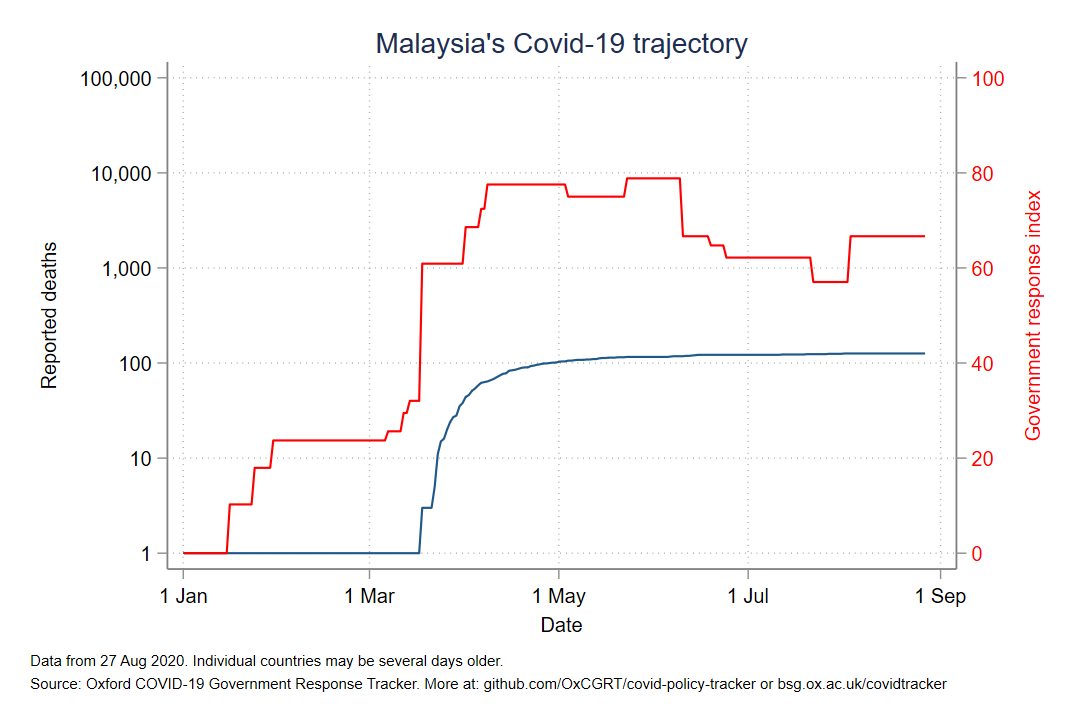 Malaysia's Covid-19 trajectory
100,000
10,000
1,000
100
10
1
Reported deaths
100
80
60
40
20
0
Government response index
1 Jan
1 Mar
1 May
1 Jul
1 Sep
Date
Data from 27 Aug 2020. Individual countries may be several days older.
Source: Oxford COVID-19 Government Response Tracker. More at: github.com/OxCGRT/covid-policy-tracker or bsg.ox.ac.uk/covidtracker